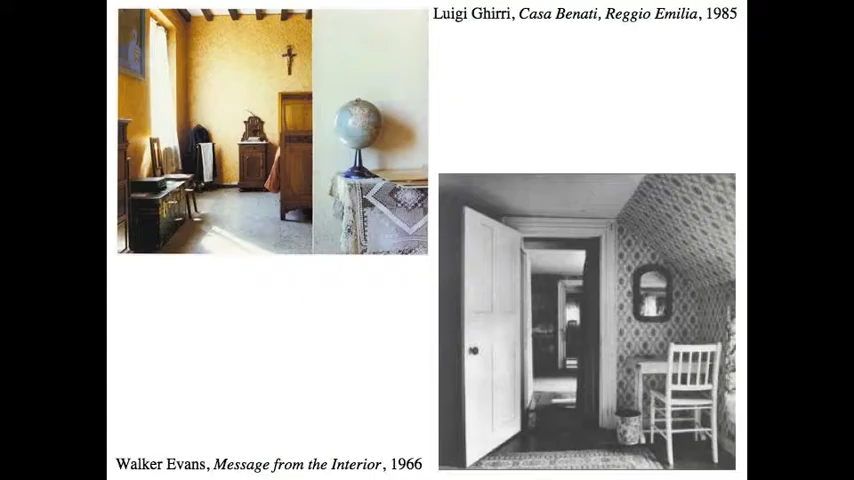 Luigi Ghirri, Casa Benati, Reggio Emilia, 1985
Walker Evans, Message from the Interior, 1966